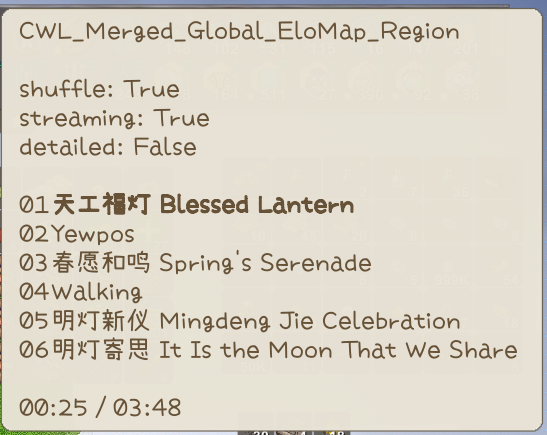 CWL_Merged_Global_EloMap_Region
shuffle: True
streaming: True
detailed: False
01天工福灯 Blessed Lantern
02Yewpos
03春愿和鸣 Spring's Serenade
04Walking
05明灯新仪 Mingdeng Jie Celebration
06明灯寄思 It Is the Moon That We Share
00:25 / 03:48